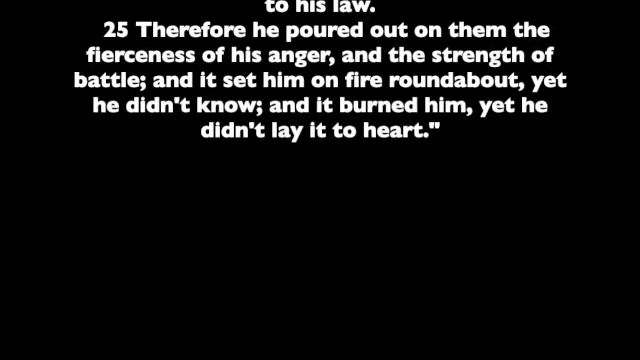 to his law.
25 Therefore he poured out on them the
fierceness of his anger, and the strength of
battle; and it set him on fire roundabout, yet
he didn't know; and it burned him, yet he
didn't lay it to heart."